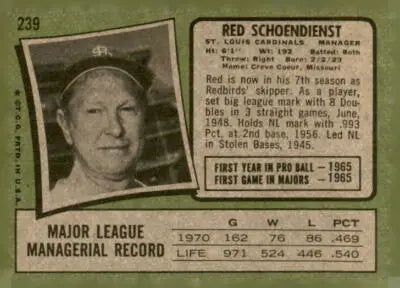 239
RED SCHOENDIENST
ST. LOUIS CARDINALS MANAGER
Ht: 6'1" Wt: 192 Batted: Both
Threw: Right Born: 2/2/23
Home: Creve Coeur, Missouri
Red is now in his 7th season as
Redbirds' skipper. As a player,
set big league mark with 8 Dou-
bles in 3 straight games, June,
1948. Holds NL mark with .993
Pct. at 2nd base, 1956. Led NL
in Stolen Bases, 1945.
FIRST YEAR IN PRO BALL — 1965
FIRST GAME IN MAJORS — 1965
* ©T.C.G. PRTD. IN U.S.A.
MAJOR LEAGUE
MANAGERIAL RECORD
G W L PCT
1970 162 76 86 .469
LIFE 971 524 446 .540